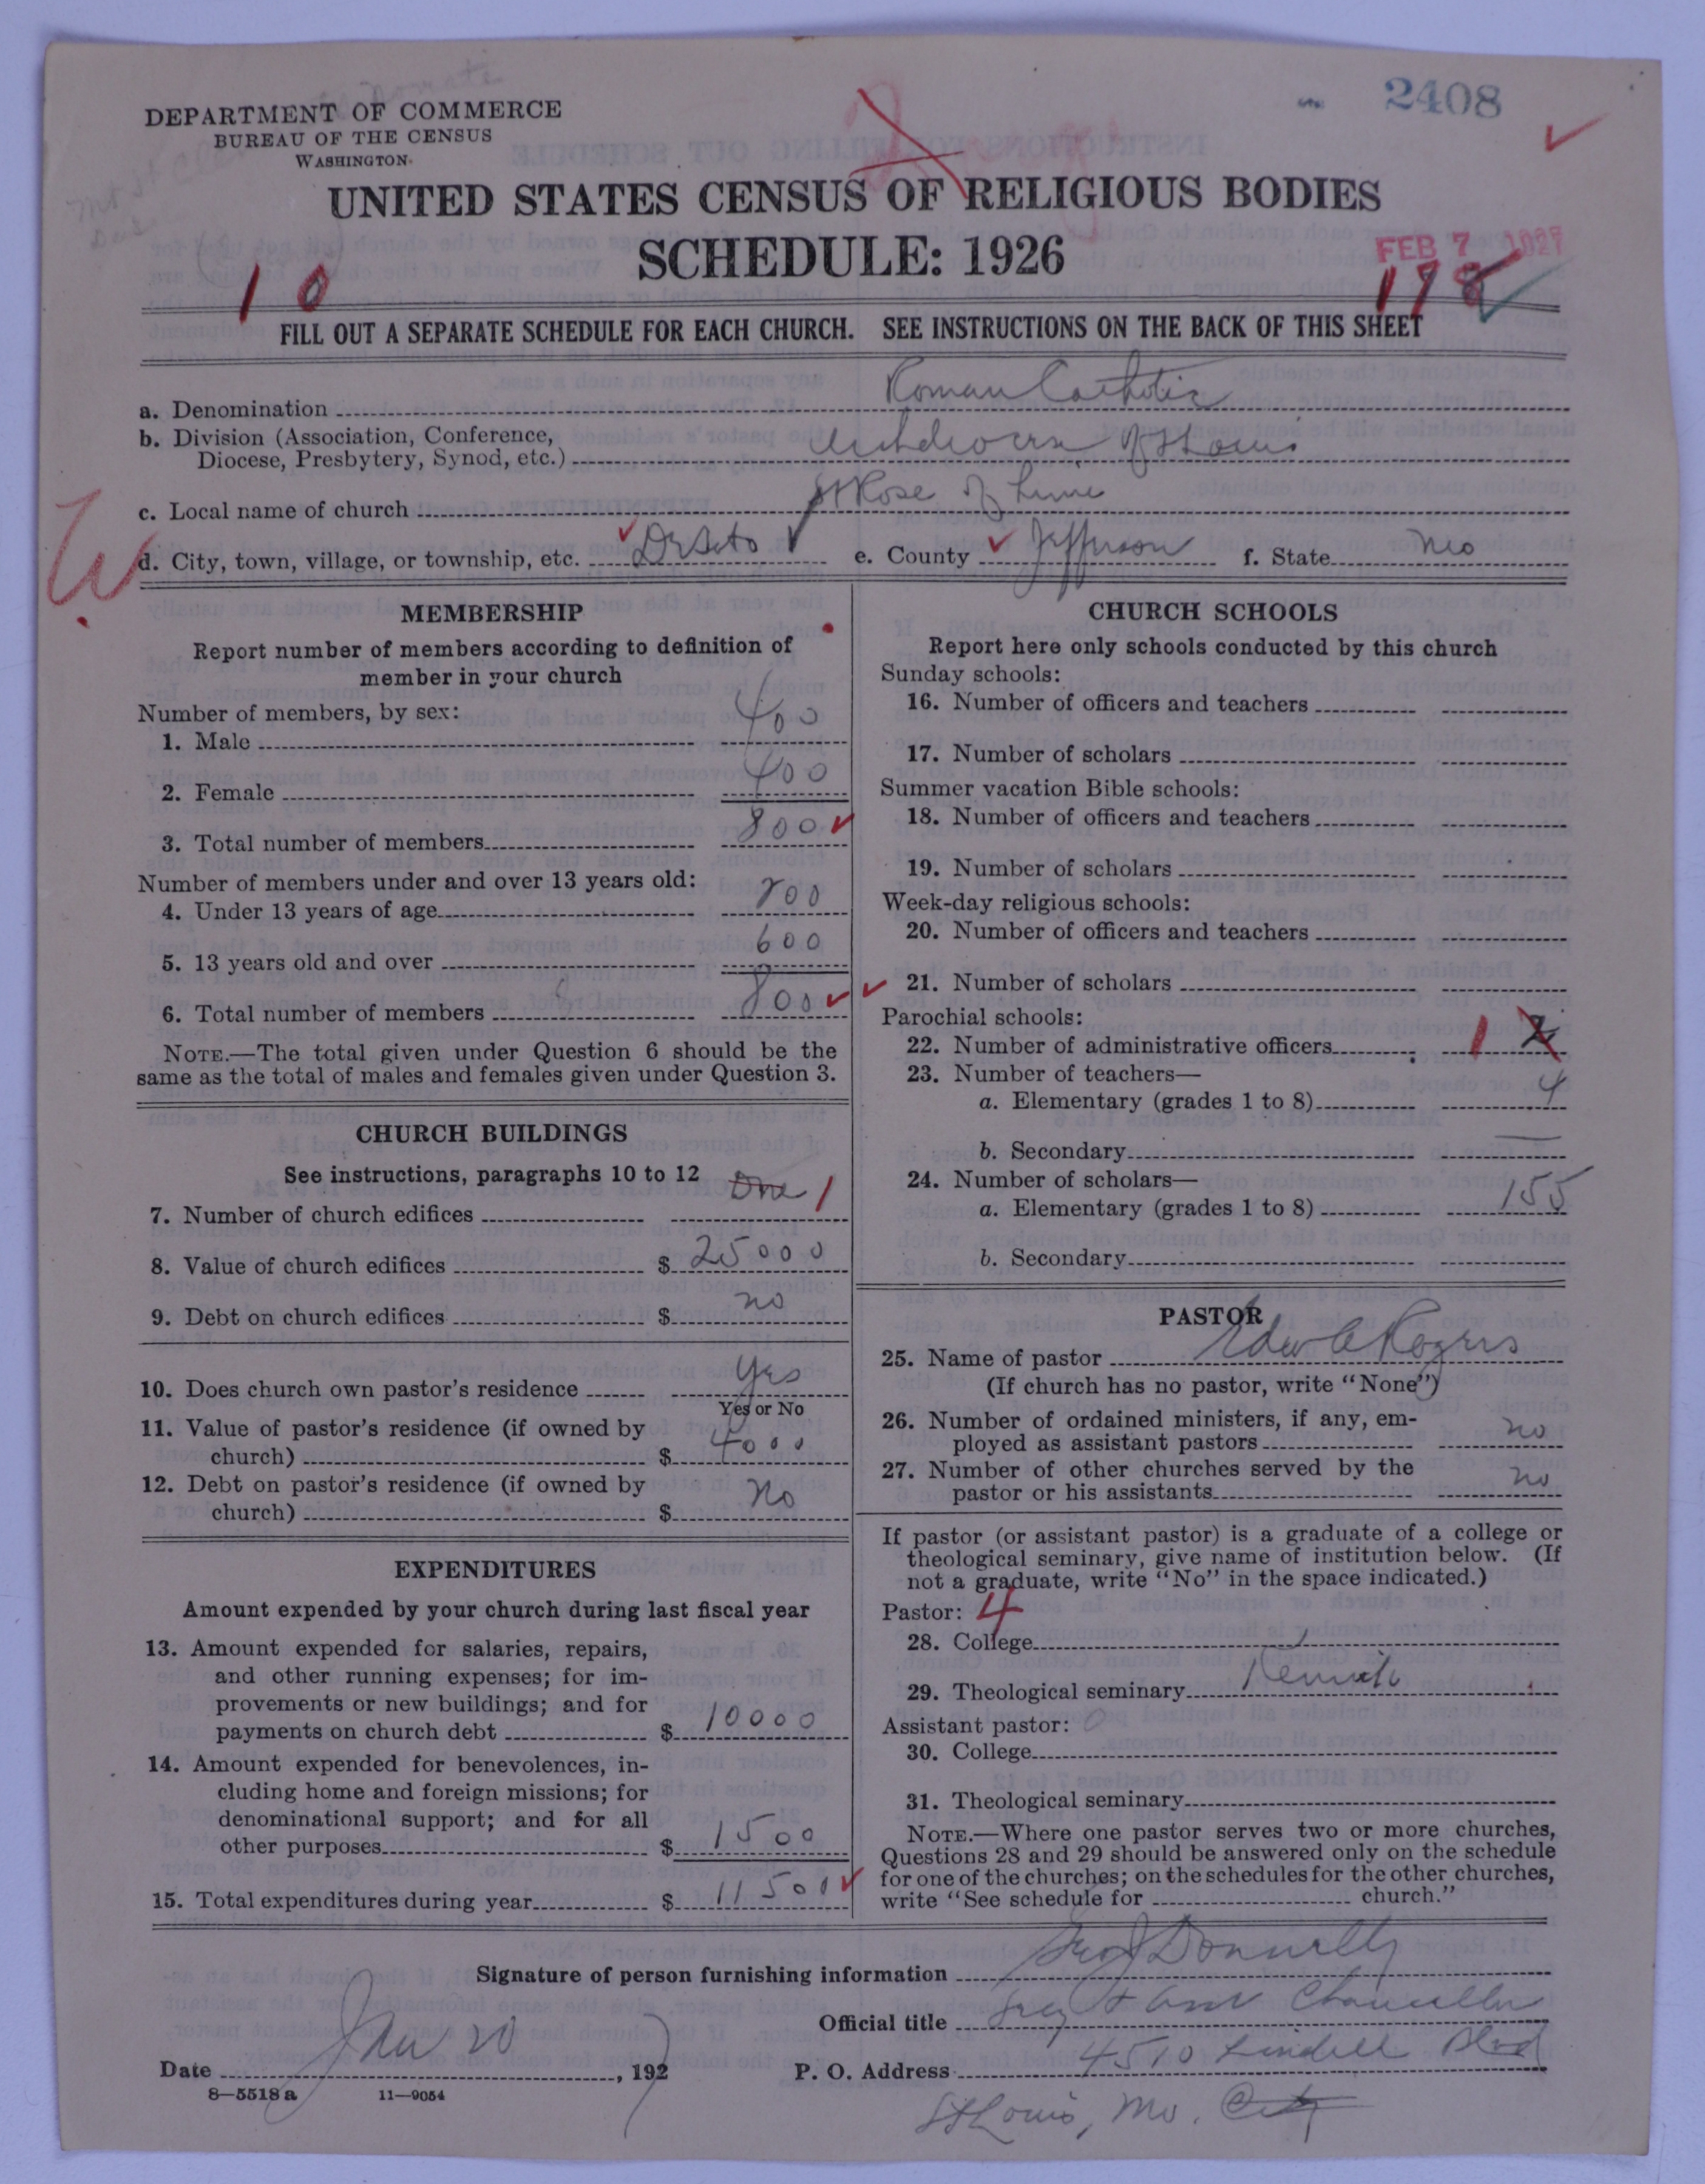 2408
DEPARTMENT OF COMMERCE
BUREAU OF THE CENSUS
WASHINGTON
UNITED STATES CENSUS OF RELIGIOUS BODIES
SCHEDULE: 1926
FEB 7 1927
1 0
178
FILL OUT A SEPARATE SCHEDULE FOR EACH CHURCH. SEE INSTRUCTIONS ON THE BACK OF THIS SHEET
a. Denomination Roman Catholic
b. Division (Association, Conference,
Diocese, Presbytery, Synod, etc.) Archdiocese of St Louis
c. Local name of church St Rose of Lima
d. City, town, village, or township, etc. DeSoto e. County Jefferson f. State Mo
MEMBERSHIP
Report number of members according to definition of
member in your church
Number of members, by sex:
1. Male 400
2. Female 400
3. Total number of members 800
Number of members under and over 13 years old:
4. Under 13 years of age 200
5. 13 years old and over 600
6. Total number of members 800
NOTE.—The total given under Question 6 should be the
same as the total of males and females given under Question 3.
CHURCH BUILDINGS
See instructions, paragraphs 10 to 12
7. Number of church edifices One 1
8. Value of church edifices $ 25000
9. Debt on church edifices $ no
10. Does church own pastor's residence Yes
Yes or No
11. Value of pastor's residence (if owned by
church) $ 4000
12. Debt on pastor's residence (if owned by
church) $ No
EXPENDITURES
Amount expended by your church during last fiscal year
13. Amount expended for salaries, repairs,
and other running expenses; for im-
provements or new buildings; and for
payments on church debt $ 10000
14. Amount expended for benevolences, in-
cluding home and foreign missions; for
denominational support; and for all
other purposes $ 1500
15. Total expenditures during year $ 11500
CHURCH SCHOOLS
Report here only schools conducted by this church
Sunday schools:
16. Number of officers and teachers
17. Number of scholars
Summer vacation Bible schools:
18. Number of officers and teachers
19. Number of scholars
Week-day religious schools:
20. Number of officers and teachers
21. Number of scholars
Parochial schools:
22. Number of administrative officers 1
23. Number of teachers—
a. Elementary (grades 1 to 8) 4
b. Secondary —
24. Number of scholars—
a. Elementary (grades 1 to 8) 155
b. Secondary
PASTOR
25. Name of pastor Edw A Rogers
(If church has no pastor, write "None")
26. Number of ordained ministers, if any, em-
ployed as assistant pastors no
27. Number of other churches served by the
pastor or his assistants no
If pastor (or assistant pastor) is a graduate of a college or
theological seminary, give name of institution below. (If
not a graduate, write "No" in the space indicated.)
Pastor: 4
28. College
29. Theological seminary Kenrick
Assistant pastor:
30. College
31. Theological seminary
NOTE.—Where one pastor serves two or more churches,
Questions 28 and 29 should be answered only on the schedule
for one of the churches; on the schedules for the other churches,
write "See schedule for church."
Signature of person furnishing information Geo J Donnelly
Official title Secy & Asst Chancellor
Date Jan 20, 1927 P. O. Address 4510 Lindell Blvd
8—5518 a 11—9054
St Louis, Mo. City